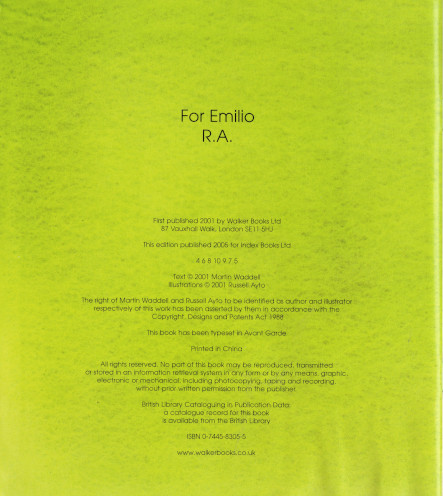 For Emilio
R.A.
First published 2001 by Walker Books Ltd
87 Vauxhall Walk, London SE11 5HJ
This edition published 2006 for Index Books Ltd
4 6 8 10 9 7 5
Text © 2001 Martin Waddell
Illustrations © 2001 Russell Ayto
The right of Martin Waddell and Russell Ayto to be identified as author and illustrator
respectively of this work has been asserted by them in accordance with the
Copyright, Designs and Patents Act 1988
This book has been typeset in Avant Garde
Printed in China
All rights reserved. No part of this book may be reproduced, transmitted
or stored in an information retrieval system in any form or by any means, graphic,
electronic or mechanical, including photocopying, taping and recording,
without prior written permission from the publisher.
British Library Cataloguing in Publication Data:
a catalogue record for this book
is available from the British Library
ISBN 0-7445-8305-5
www.walkerbooks.co.uk